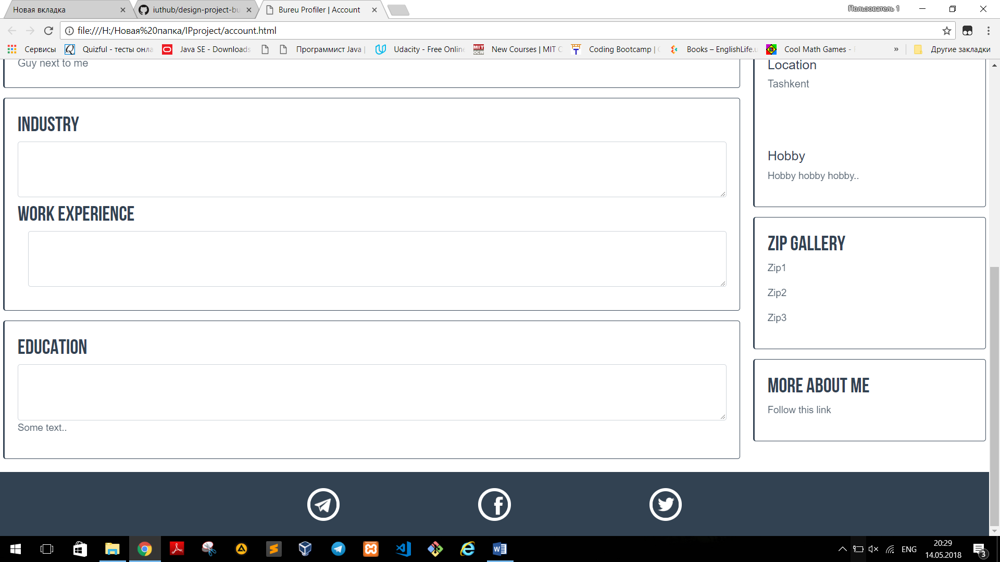 Новая вкладка
iuthub/design-project-bu
Bureu Profiler | Account
Пользователь 1
file:///H:/Новая%20папка/IPproject/account.html
Сервисы
Quizful - тесты онла
Java SE - Downloads
Программист Java |
Udacity - Free Online
MIT OCW
New Courses | MIT
Coding Bootcamp |
Books – EnglishLife.u
Cool Math Games -
»
Другие закладки
Guy next to me
INDUSTRY
WORK EXPERIENCE
EDUCATION
Some text..
Location
Tashkent
Hobby
Hobby hobby hobby..
ZIP GALLERY
Zip1
Zip2
Zip3
MORE ABOUT ME
Follow this link
ENG
20:29
14.05.2018
3